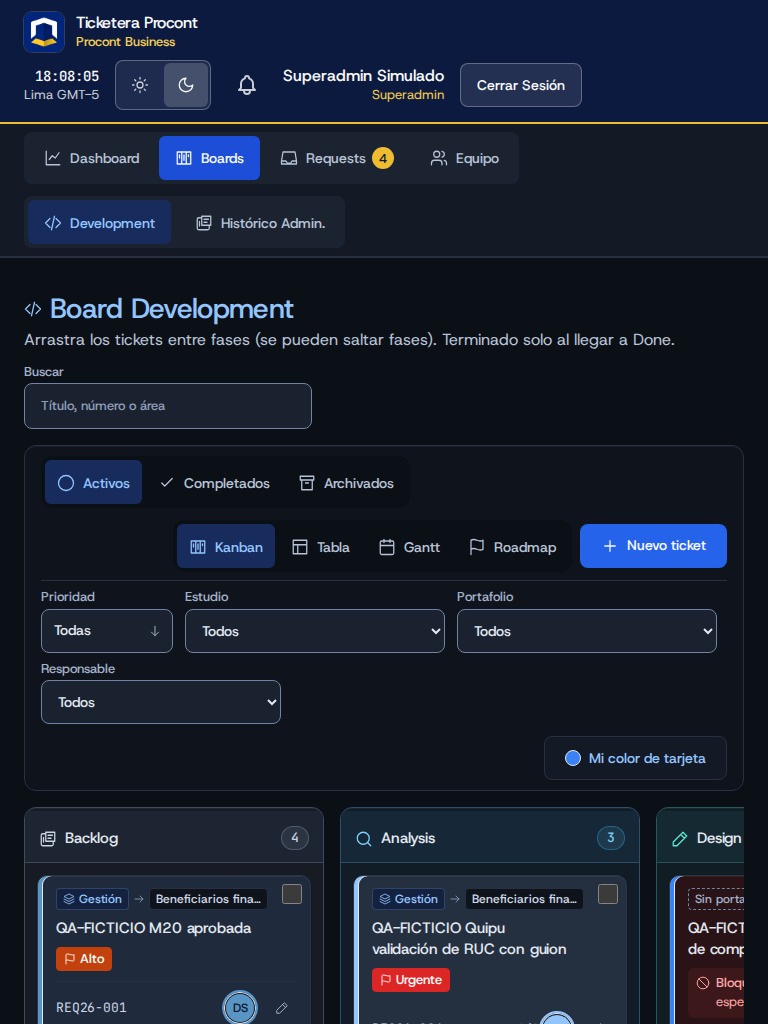 Ticketera Procont
Procont Business
18:08:05
Lima GMT-5
Superadmin Simulado
Superadmin
Cerrar Sesión
Dashboard
Boards
Requests 4
Equipo
Development
Histórico Admin.
Board Development
Arrastra los tickets entre fases (se pueden saltar fases). Terminado solo al llegar a Done.
Buscar
Título, número o área
Activos
Completados
Archivados
Kanban
Tabla
Gantt
Roadmap
Nuevo ticket
Prioridad
Estudio
Portafolio
Todas
Todos
Todos
Responsable
Todos
Mi color de tarjeta
Backlog 4
Gestión → Beneficiarios fina…
QA-FICTICIO M20 aprobada
Alto
REQ26-001
DS
Analysis 3
Gestión → Beneficiarios fina…
QA-FICTICIO Quipu
validación de RUC con guion
Urgente
Design
Sin porta
QA-FICT
de comp
Bloqu
espe